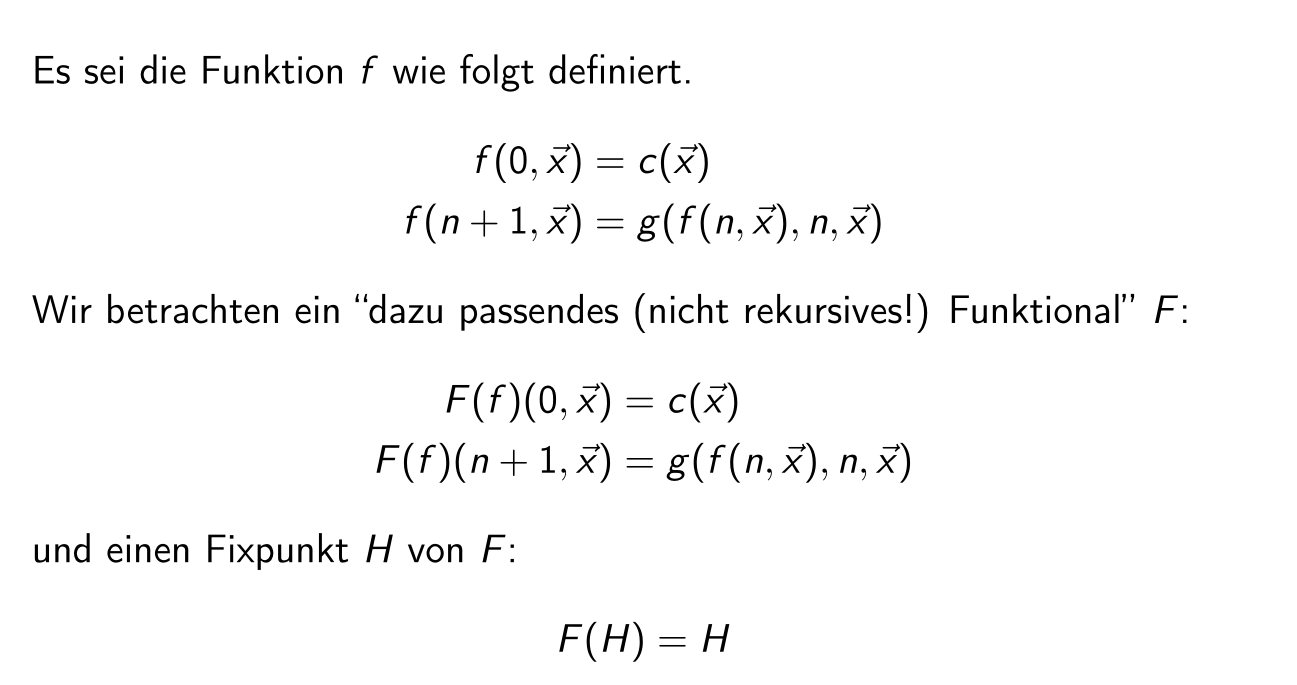 Es sei die Funktion f wie folgt definiert.
f(0, x⃗) = c(x⃗)
f(n + 1, x⃗) = g(f(n, x⃗), n, x⃗)
Wir betrachten ein “dazu passendes (nicht rekursives!) Funktional” F:
F(f)(0, x⃗) = c(x⃗)
F(f)(n + 1, x⃗) = g(f(n, x⃗), n, x⃗)
und einen Fixpunkt H von F:
F(H) = H